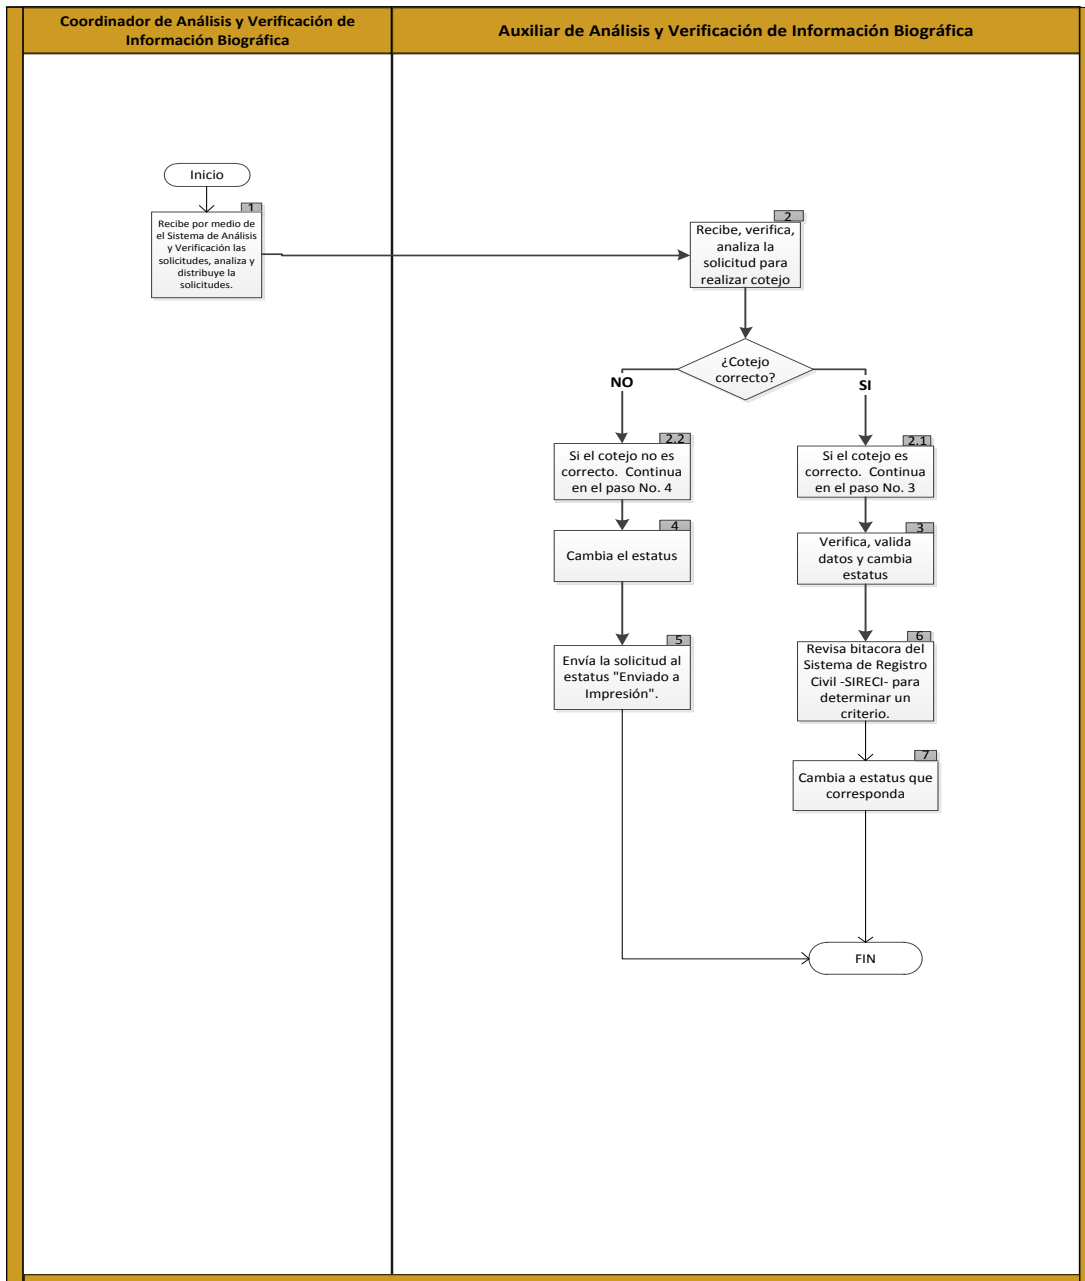 Coordinador de Análisis y Verificación de
Información Biográfica
Auxiliar de Análisis y Verificación de Información Biográfica
Inicio
1
Recibe por medio de
el Sistema de Análisis
y Verificación las
solicitudes, analiza y
distribuye la
solicitudes.
2
Recibe, verifica,
analiza la
solicitud para
realizar cotejo
¿Cotejo
correcto?
NO
SI
2.2
Si el cotejo no es
correcto. Continua
en el paso No. 4
2.1
Si el cotejo es
correcto. Continua
en el paso No. 3
4
Cambia el estatus
3
Verifica, valida
datos y cambia
estatus
5
Envía la solicitud al
estatus "Enviado a
Impresión".
6
Revisa bitacora del
Sistema de Registro
Civil -SIRECI- para
determinar un
criterio.
7
Cambia a estatus que
corresponda
FIN